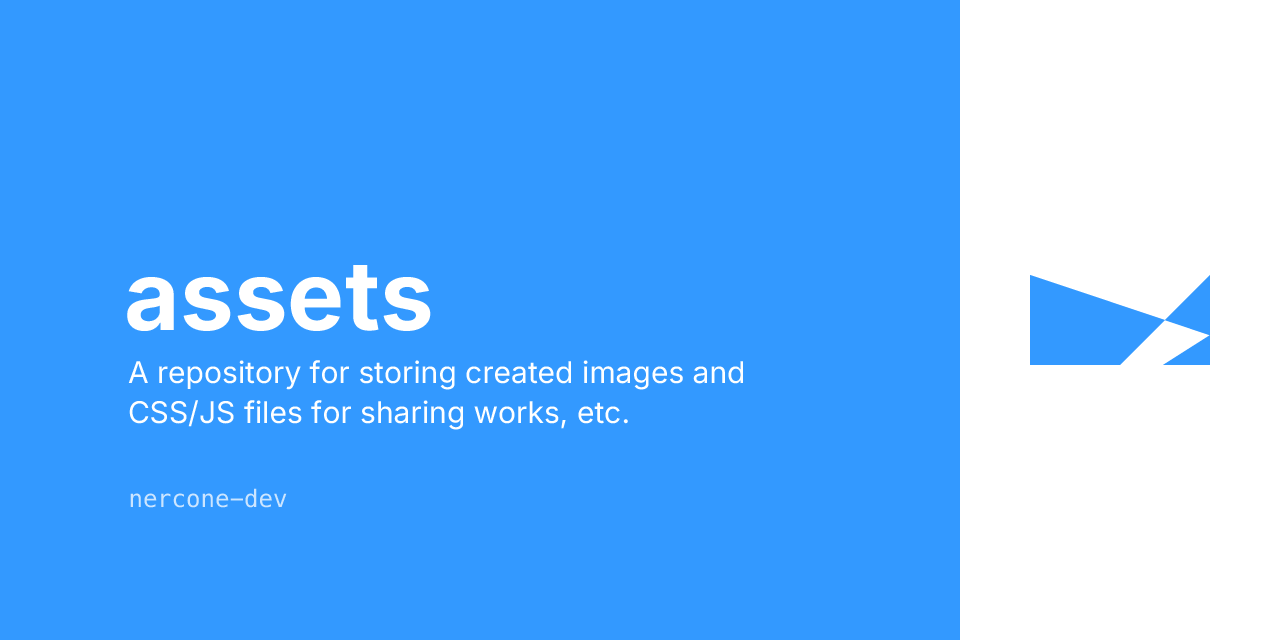 assets
A repository for storing created images and
CSS/JS files for sharing works, etc.
nercone-dev